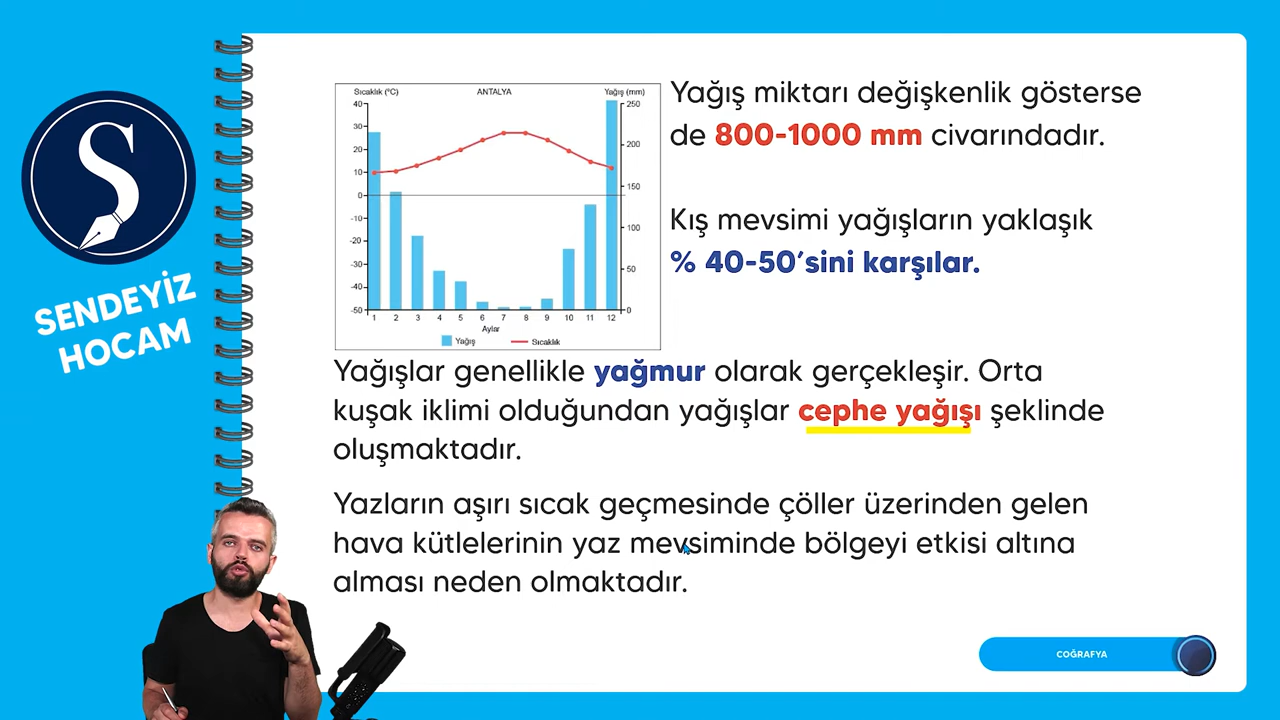 S
SENDEYİZ
HOCAM
Sıcaklık (°C)
ANTALYA
Yağış (mm)
40
30
20
10
0
-10
-20
-30
-40
-50
250
200
150
100
50
0
1 2 3 4 5 6 7 8 9 10 11 12
Aylar
Yağış
Sıcaklık
Yağış miktarı değişkenlik gösterse
de 800-1000 mm civarındadır.
Kış mevsimi yağışların yaklaşık
% 40-50’sini karşılar.
Yağışlar genellikle yağmur olarak gerçekleşir. Orta
kuşak iklimi olduğundan yağışlar cephe yağışı şeklinde
oluşmaktadır.
Yazların aşırı sıcak geçmesinde çöller üzerinden gelen
hava kütlelerinin yaz mevsiminde bölgeyi etkisi altına
alması neden olmaktadır.
COĞRAFYA